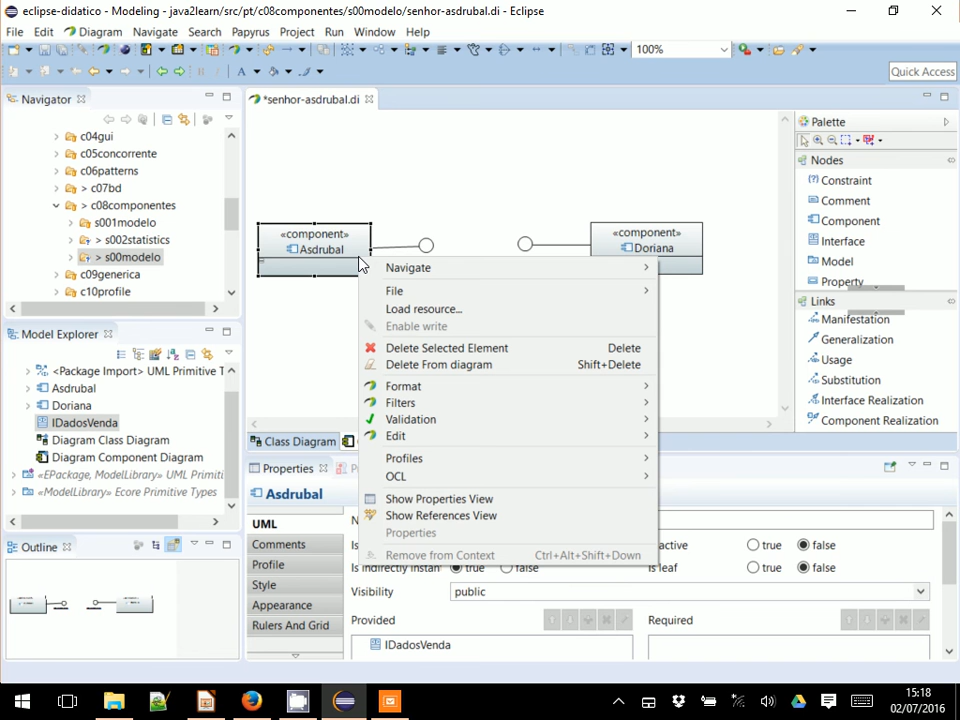 eclipse-didatico - Modeling - java2learn/src/pt/c08componentes/s00modelo/senhor-asdrubal.di - Eclipse
File Edit Diagram Navigate Search Papyrus Project Run Window Help
100%
Quick Access
Navigator
c04gui
c05concorrente
c06patterns
> c07bd
> c08componentes
s001modelo
> s002statistics
> s00modelo
c09generica
c10profile
*senhor-asdrubal.di
«component»
Asdrubal
«component»
Doriana
Palette
Nodes
Constraint
Comment
Component
Interface
Model
Property
Links
Manifestation
Generalization
Usage
Substitution
Interface Realization
Component Realization
Navigate
File
Load resource...
Enable write
Delete Selected Element Delete
Delete From diagram Shift+Delete
Format
Filters
Validation
Edit
Profiles
OCL
Show Properties View
Show References View
Properties
Remove from Context Ctrl+Alt+Shift+Down
Model Explorer
<Package Import> UML Primitive T
Asdrubal
Doriana
IDadosVenda
Diagram Class Diagram
Diagram Component Diagram
«EPackage, ModelLibrary» UML Primiti
«ModelLibrary» Ecore Primitive Types
Outline
Class Diagram
Properties
Asdrubal
UML
Comments
Profile
Style
Appearance
Rulers And Grid
active true false
Is indirectly instan true false Is leaf true false
Visibility public
Provided Required
IDadosVenda
15:18
02/07/2016